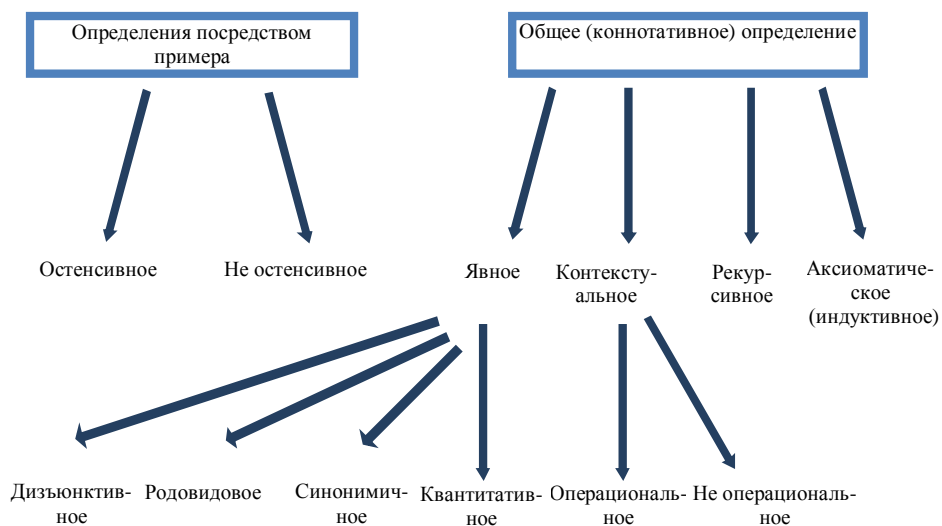 Определения посредством
примера
Общее (коннотативное) определение
Остенсивное
Не остенсивное
Явное
Контексту-
альное
Рекур-
сивное
Аксиоматиче-
ское
(индуктивное)
Дизъюнктив-
ное
Родовидовое
Синонимич-
ное
Квантитатив-
ное
Операциональ-
ное
Не операциональ-
ное